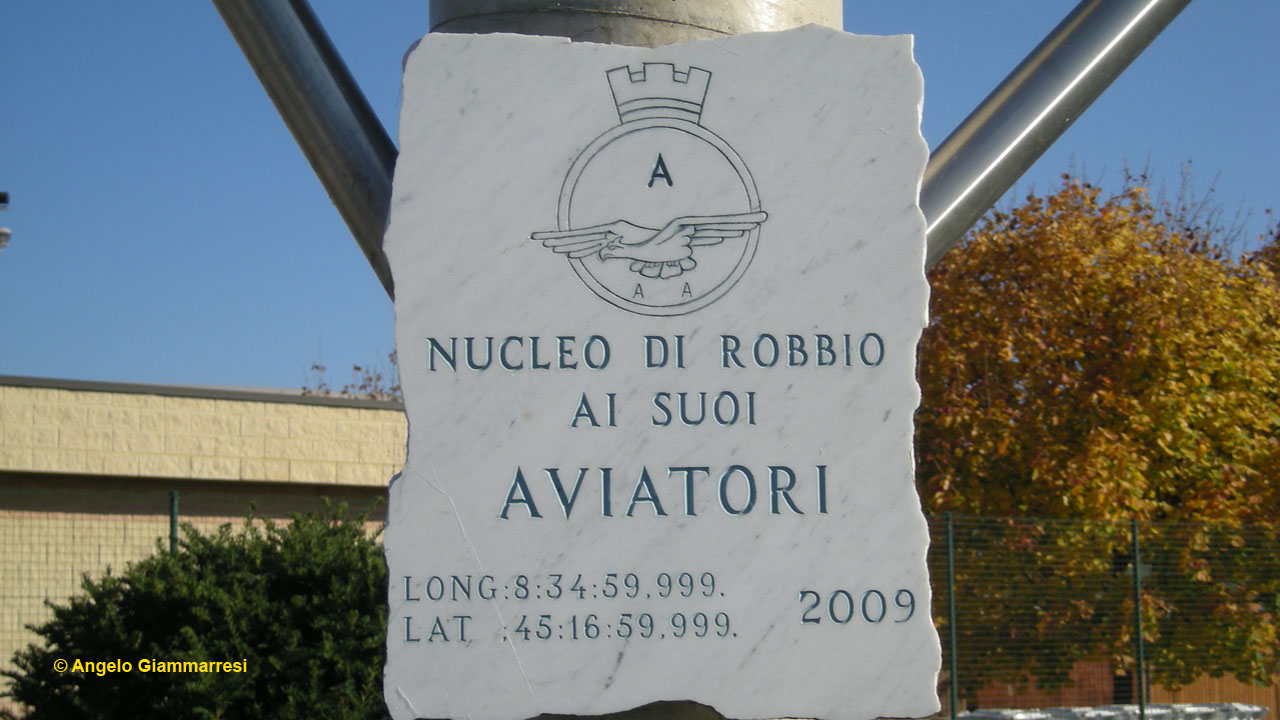 A
A A
NUCLEO DI ROBBIO
AI SUOI
AVIATORI
LONG:8:34:59,999.
LAT :45:16:59,999.
2009
© Angelo Giammarresi